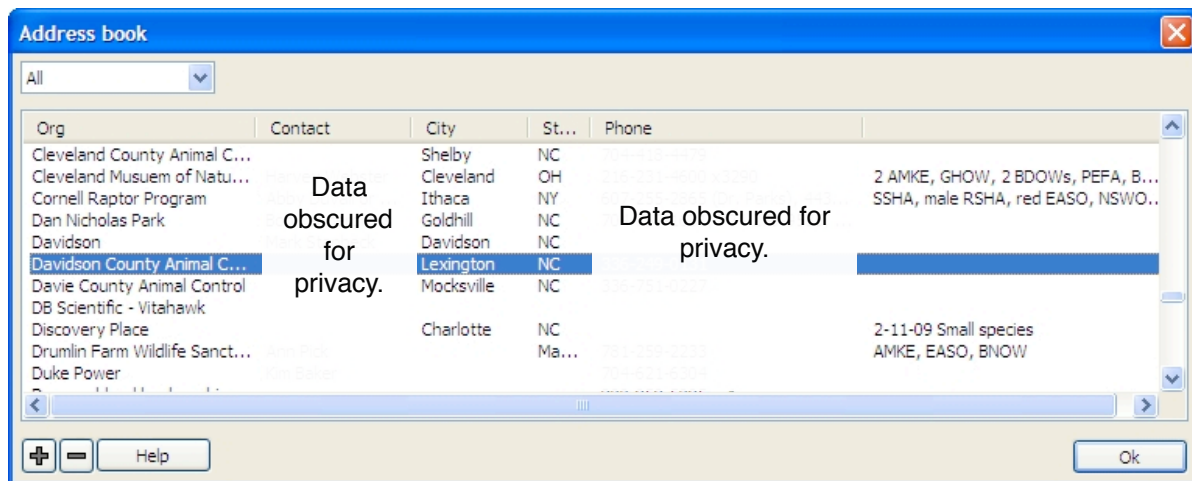 Address book
All
Org Contact City St... Phone
Cleveland County Animal C... Shelby NC
Cleveland Musuem of Natu... Cleveland OH 2 AMKE, GHOW, 2 BDOWs, PEFA, B...
Cornell Raptor Program Ithaca NY SSHA, male RSHA, red EASO, NSWO..
Dan Nicholas Park Goldhill NC
Davidson Davidson NC
Davidson County Animal C... Lexington NC
Davie County Animal Control Mocksville NC
DB Scientific - Vitahawk
Discovery Place Charlotte NC 2-11-09 Small species
Drumlin Farm Wildlife Sanct... Ma... AMKE, EASO, BNOW
Duke Power
Data
obscured
for
privacy.
Data obscured for
privacy.
Help Ok